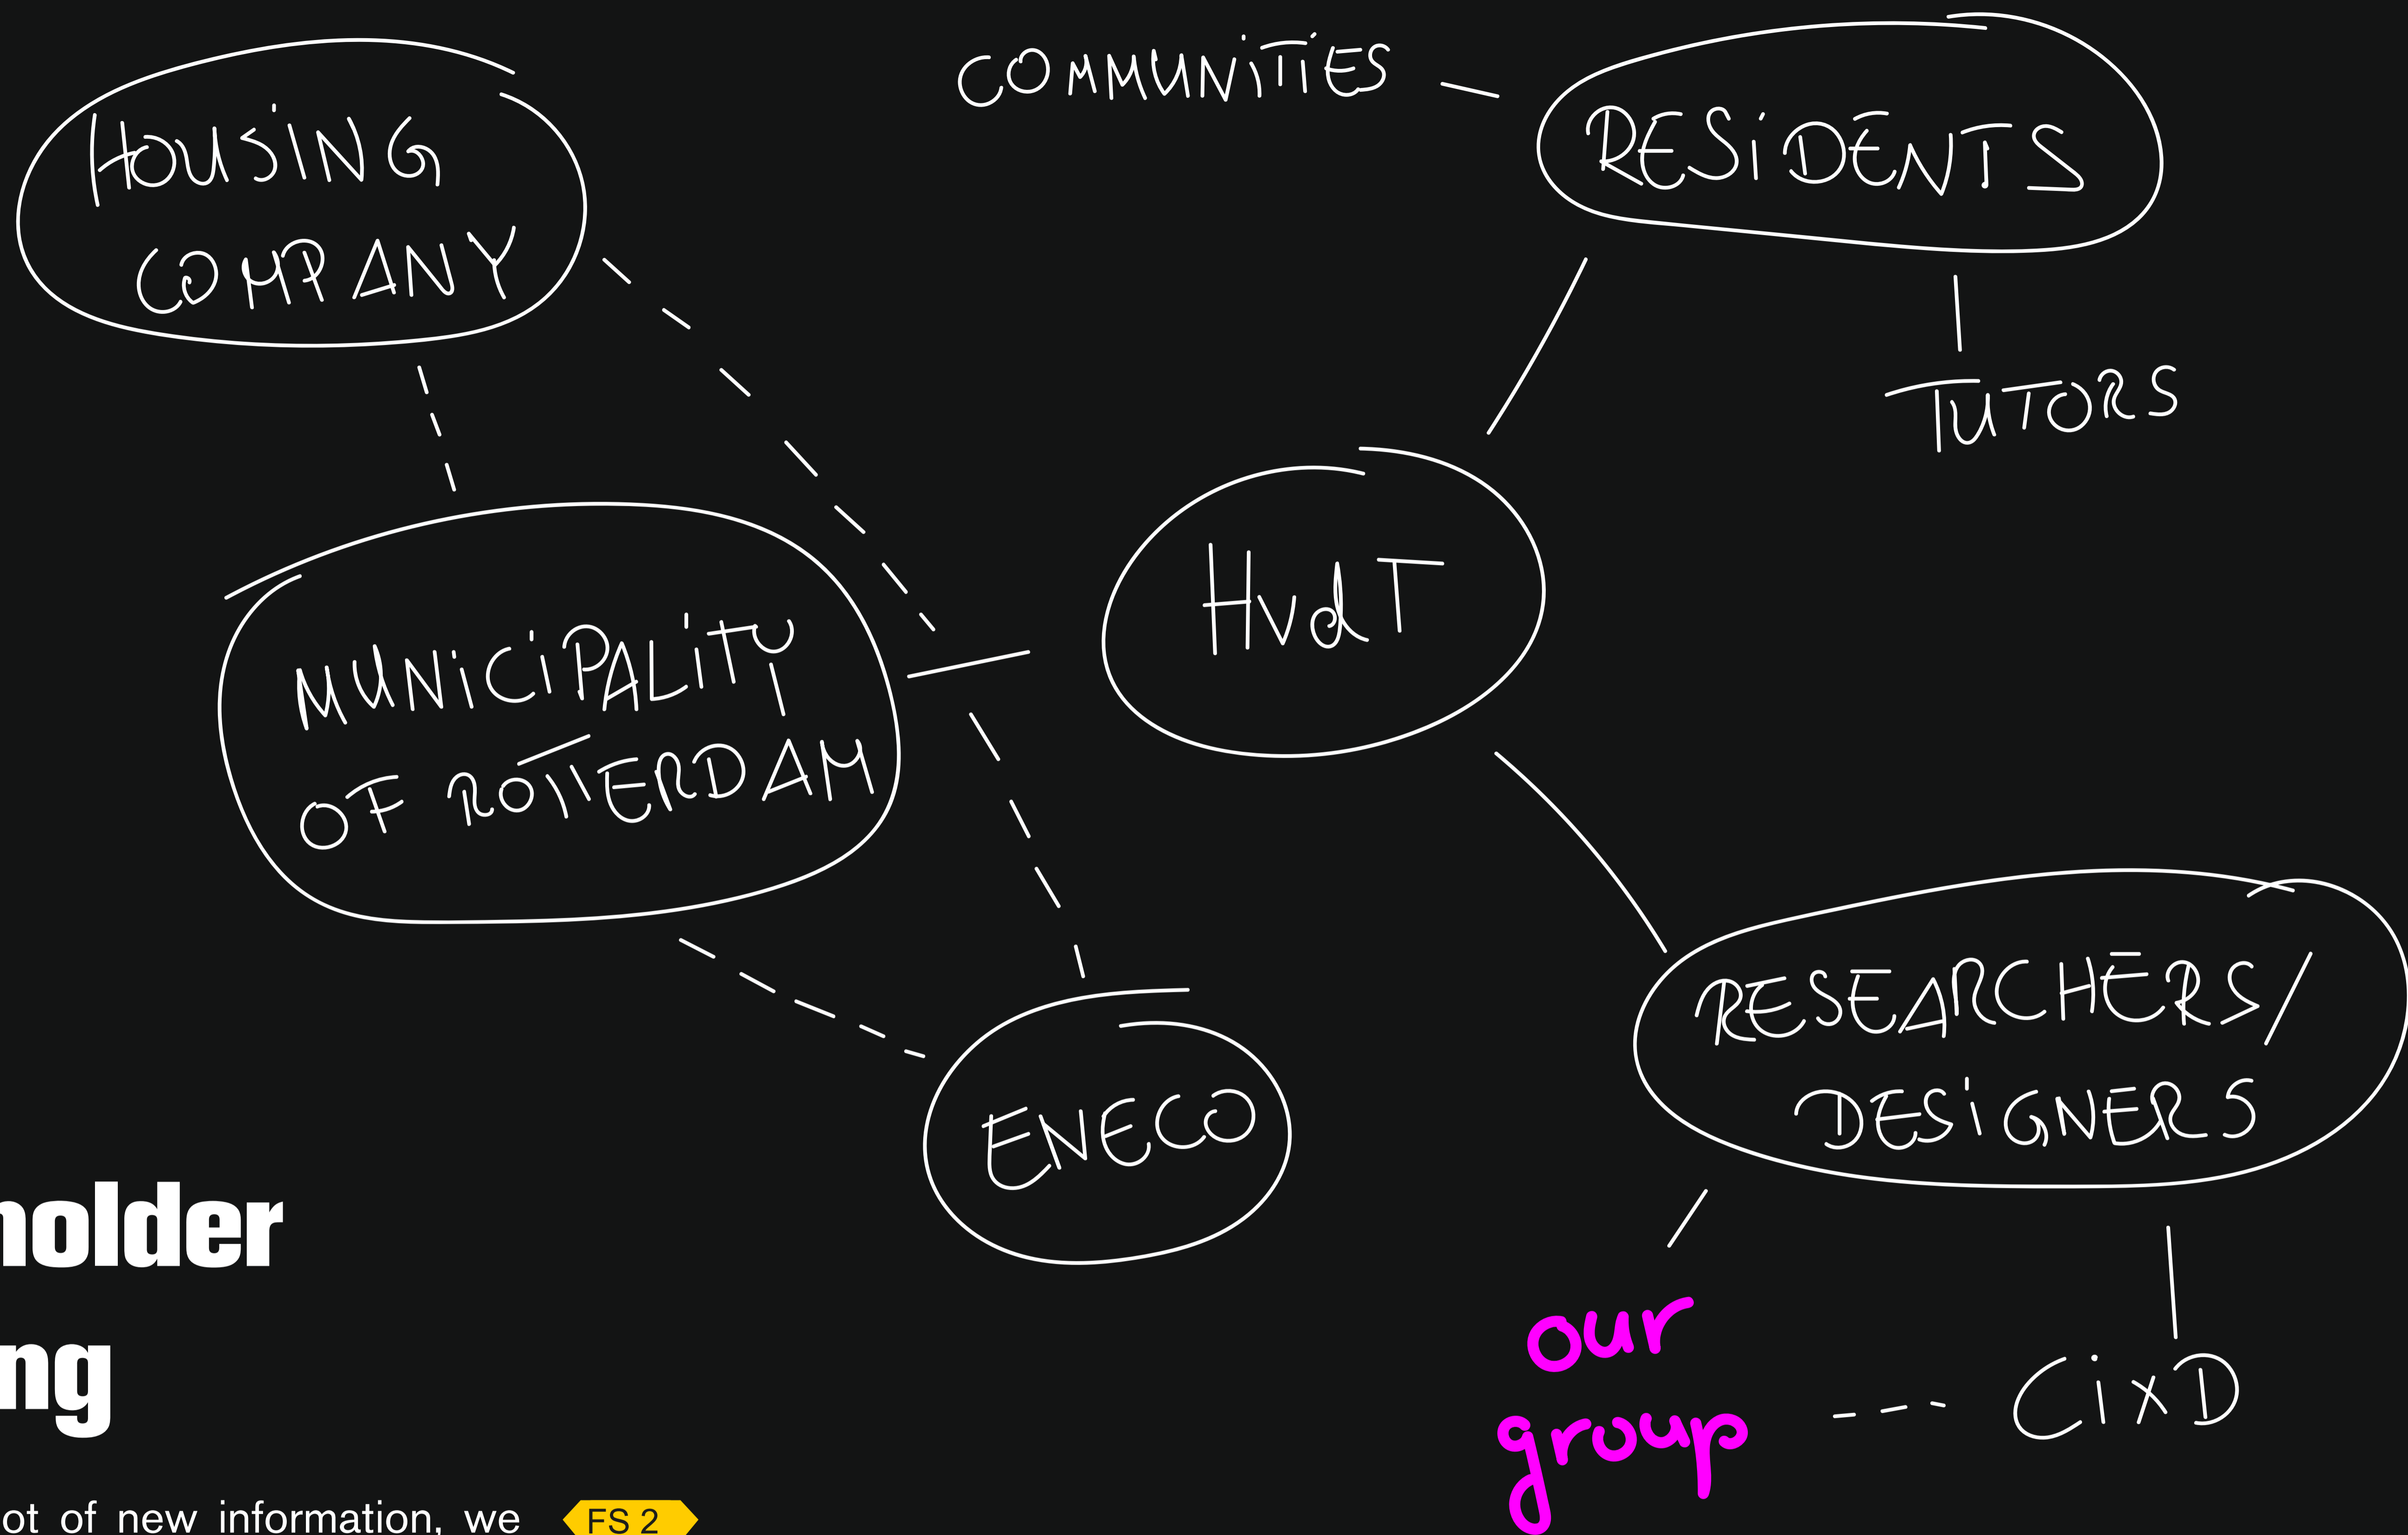 COMMUNITIES
RESIDENTS
HOUSING
COMPANY
TUTORS
HvdT
MUNICIPALITY
OF ROTTERDAM
RESEARCHERS/
DESIGNERS
ENECO
holder
ng
our
group
CixD
ot of new information, we
FS 2